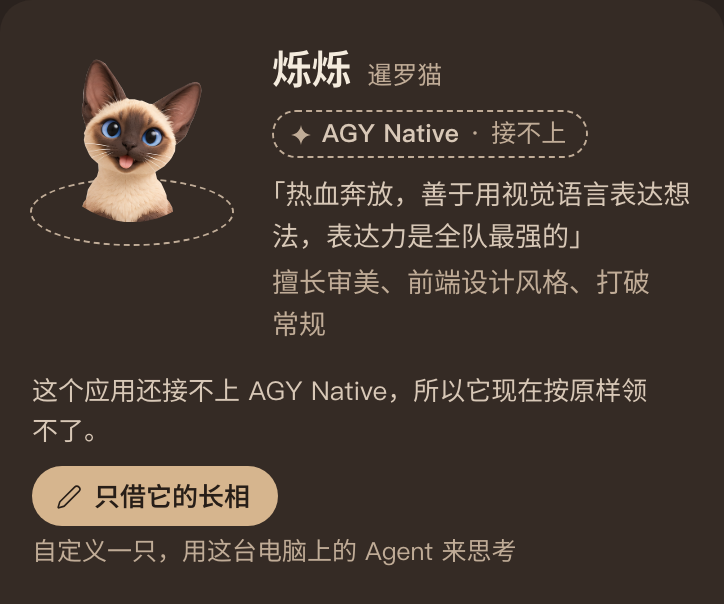 烁烁 暹罗猫
AGY Native · 接不上
「热血奔放，善于用视觉语言表达想
法，表达力是全队最强的」
擅长审美、前端设计风格、打破
常规
这个应用还接不上 AGY Native，所以它现在按原样领
不了。
只借它的长相
自定义一只，用这台电脑上的 Agent 来思考